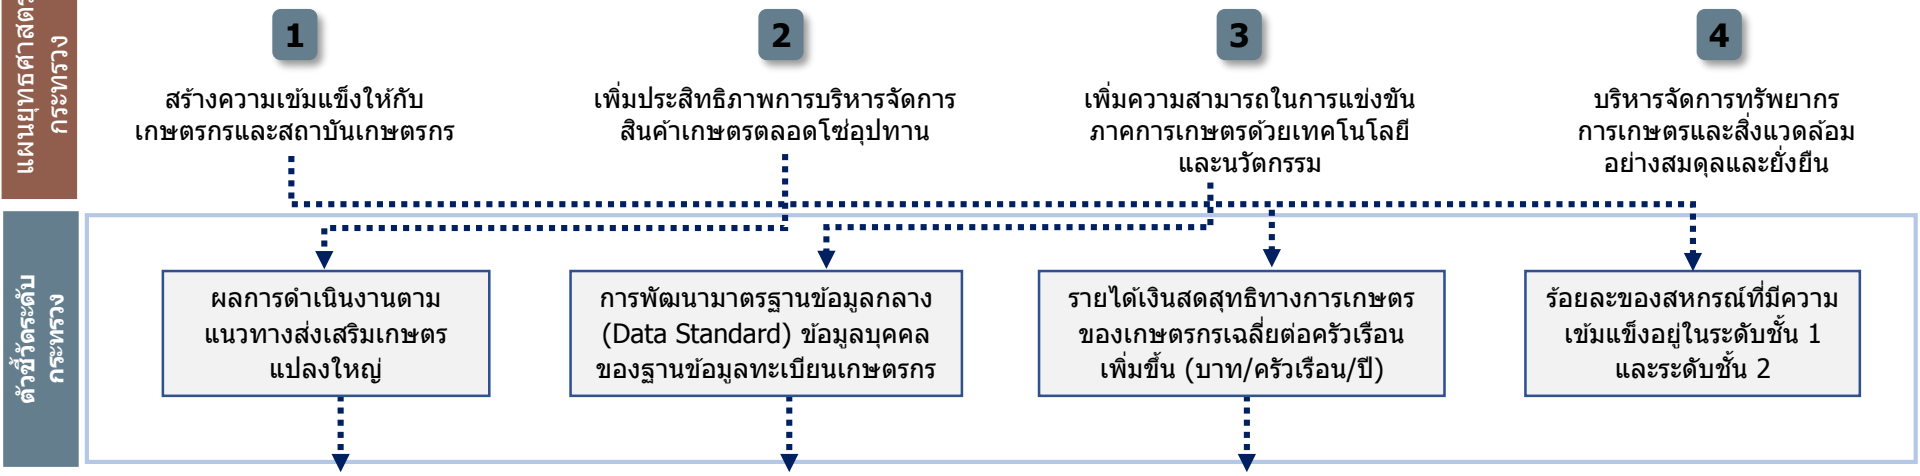 แผนยุทธศาสตร์
กระทรวง
1
สร้างความเข้มแข็งให้กับ
เกษตรกรและสถาบันเกษตรกร
2
เพิ่มประสิทธิภาพการบริหารจัดการ
สินค้าเกษตรตลอดโซ่อุปทาน
3
เพิ่มความสามารถในการแข่งขัน
ภาคการเกษตรด้วยเทคโนโลยี
และนวัตกรรม
4
บริหารจัดการทรัพยากร
การเกษตรและสิ่งแวดล้อม
อย่างสมดุลและยั่งยืน
ตัวชี้วัดระดับ
กระทรวง
ผลการดำเนินงานตาม
แนวทางส่งเสริมเกษตร
แปลงใหญ่
การพัฒนามาตรฐานข้อมูลกลาง
(Data Standard) ข้อมูลบุคคล
ของฐานข้อมูลทะเบียนเกษตรกร
รายได้เงินสดสุทธิทางการเกษตร
ของเกษตรกรเฉลี่ยต่อครัวเรือน
เพิ่มขึ้น (บาท/ครัวเรือน/ปี)
ร้อยละของสหกรณ์ที่มีความ
เข้มแข็งอยู่ในระดับชั้น 1
และระดับชั้น 2